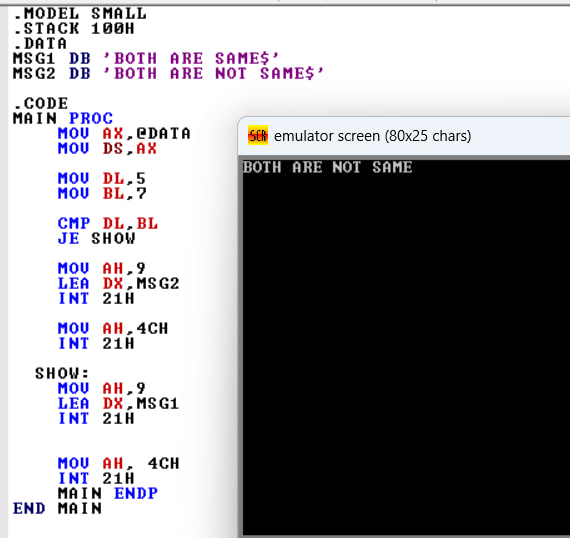 .MODEL SMALL
.STACK 100H
.DATA
MSG1 DB 'BOTH ARE SAME$'
MSG2 DB 'BOTH ARE NOT SAME$'
.CODE
MAIN PROC
MOV AX,@DATA
MOV DS,AX
MOV DL,5
MOV BL,7
CMP DL,BL
JE SHOW
MOV AH,9
LEA DX,MSG2
INT 21H
MOV AH,4CH
INT 21H
SHOW:
MOV AH,9
LEA DX,MSG1
INT 21H
MOV AH, 4CH
INT 21H
MAIN ENDP
END MAIN
SCR emulator screen (80x25 chars)
BOTH ARE NOT SAME